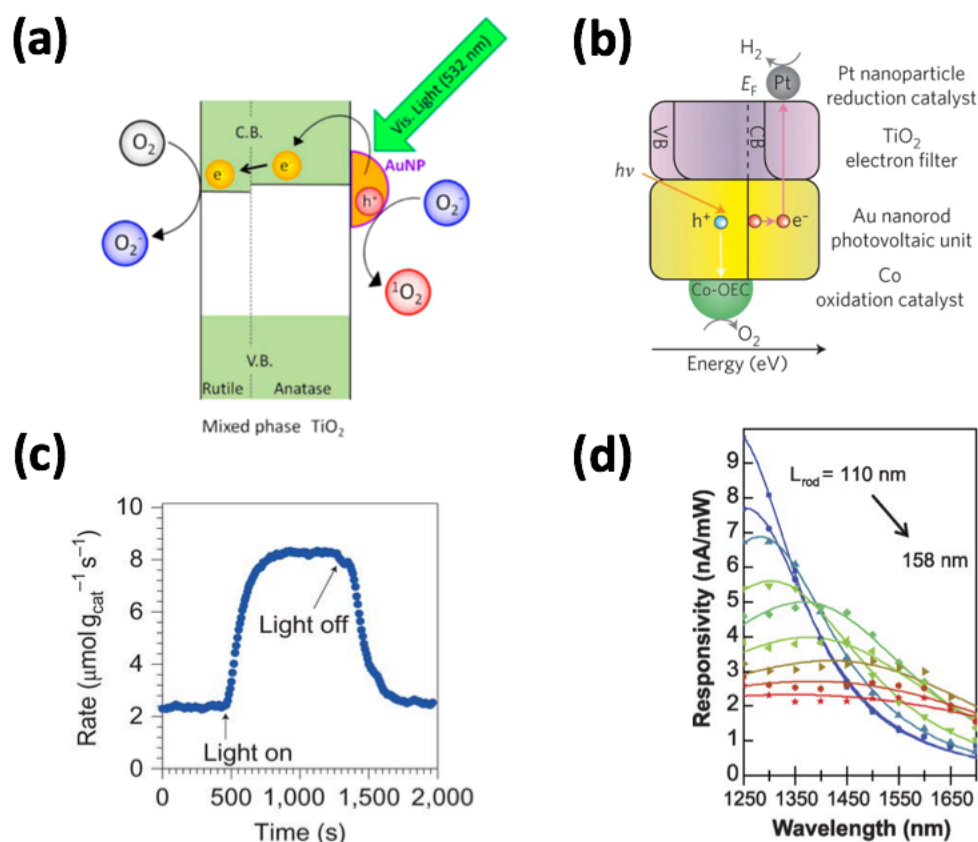 (a)
Vis. Light (532 nm)
O₂
C.B.
e⁻
e⁻
AuNP
h⁺
O₂⁻
O₂⁻
¹O₂
V.B.
Rutile
Anatase
Mixed phase TiO₂
(b)
H₂
E_F
Pt
Pt nanoparticle
reduction catalyst
VB
CB
TiO₂
electron filter
hν
h⁺
e⁻
Au nanorod
photovoltaic unit
Co-OEC
Co
oxidation catalyst
O₂
Energy (eV)
(c)
Rate (μmol g_cat⁻¹ s⁻¹)
10
8
6
4
2
0
Light off
Light on
0
500
1,000
1,500
2,000
Time (s)
(d)
Responsivity (nA/mW)
9
8
7
6
5
4
3
2
1
0
L_rod = 110 nm
158 nm
1250
1350
1450
1550
1650
Wavelength (nm)